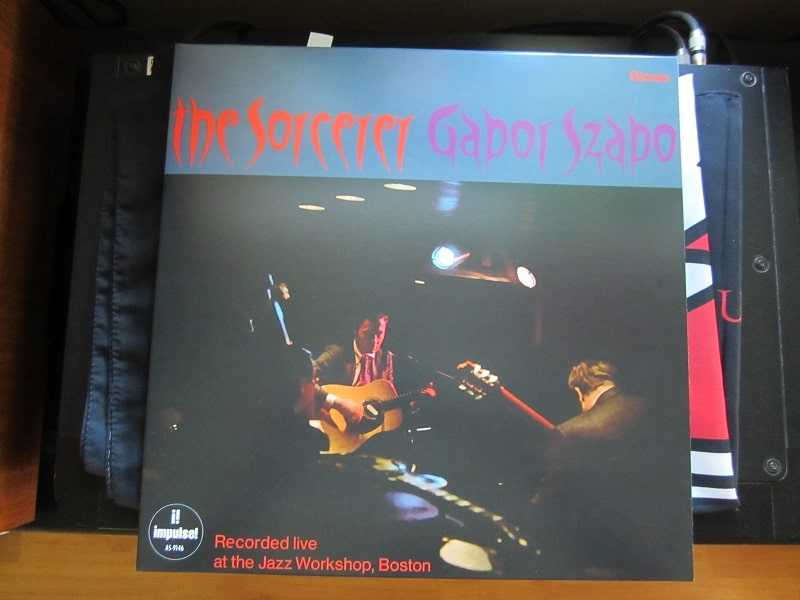 Stereo
the Sorcerer Gabor Szabo
i!
impulse!
AS-9146
Recorded live
at the Jazz Workshop, Boston
U